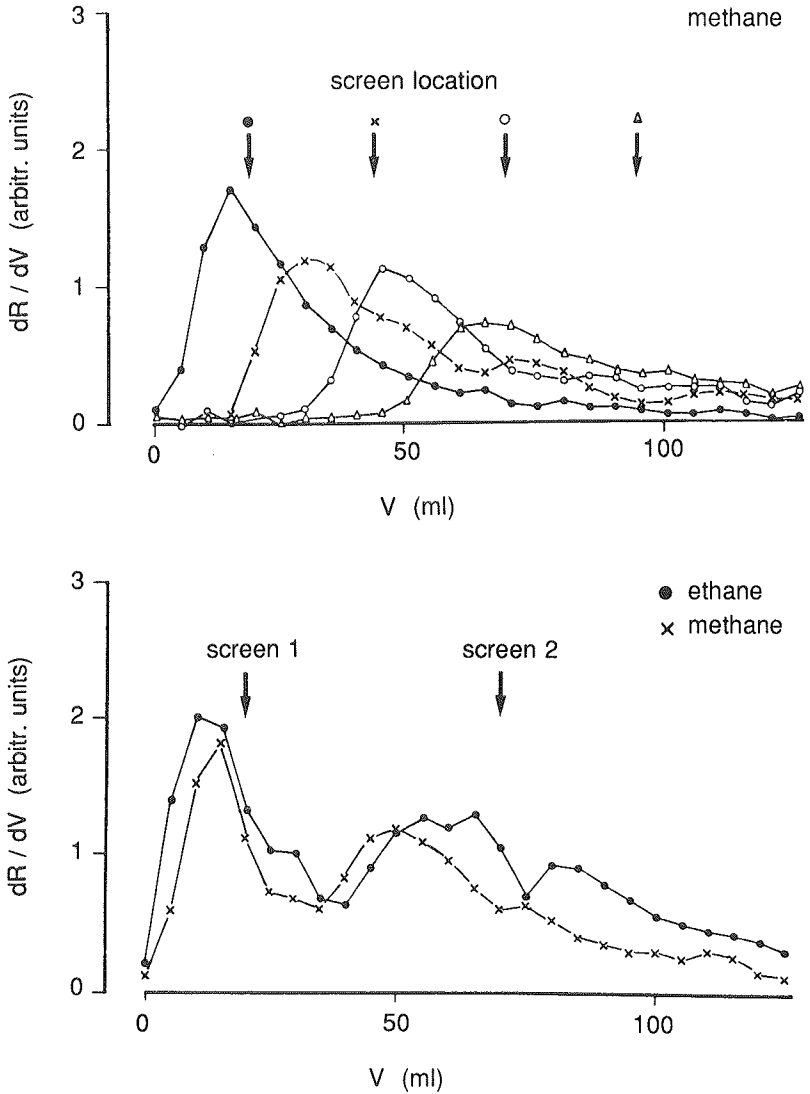 3
methane
screen location
2
1
0
dR / dV (arbitr. units)
0
50
100
V (ml)
3
ethane
methane
screen 1
screen 2
2
1
0
dR / dV (arbitr. units)
0
50
100
V (ml)